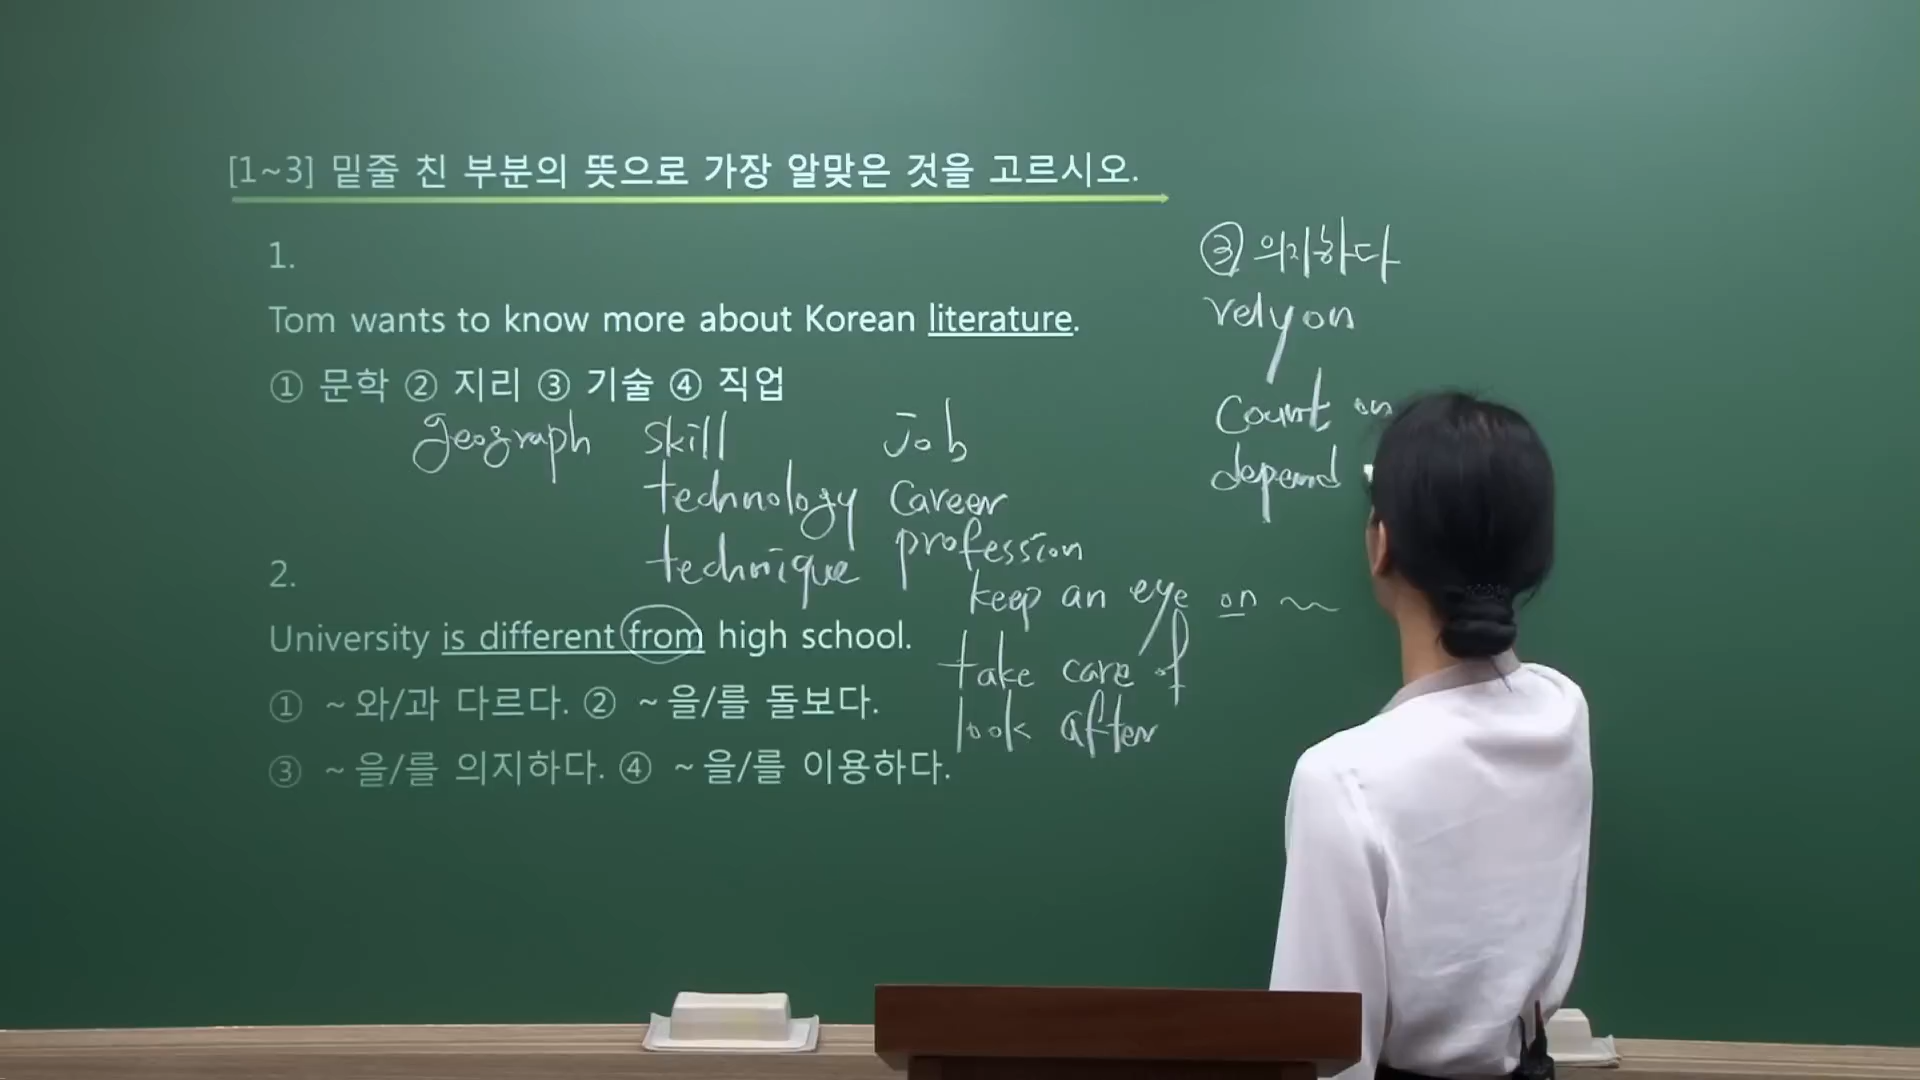 [1~3] 밑줄 친 부분의 뜻으로 가장 알맞은 것을 고르시오.
1.
Tom wants to know more about Korean literature.
① 문학 ② 지리 ③ 기술 ④ 직업
geograph skill Job
technology career
technique profession
2.
University is different from high school.
① ~와/과 다르다. ② ~을/를 돌보다.
③ ~을/를 의지하다. ④ ~을/를 이용하다.
keep an eye on ~
take care of
look after
③ 의지하다
rely on
Count on
depend